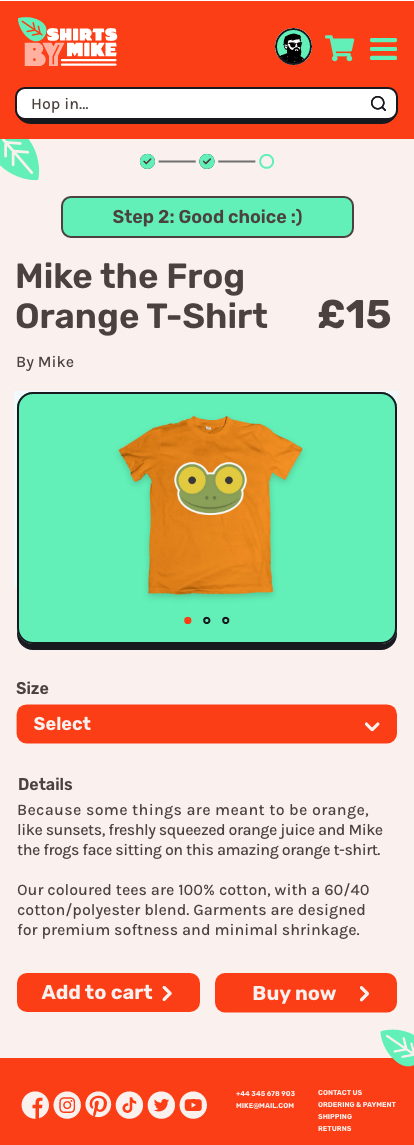 SHIRTS
BY MIKE
Hop in...
Step 2: Good choice :)
Mike the Frog
Orange T-Shirt
£15
By Mike
Size
Select
Details
Because some things are meant to be orange,
like sunsets, freshly squeezed orange juice and Mike
the frogs face sitting on this amazing orange t-shirt.
Our coloured tees are 100% cotton, with a 60/40
cotton/polyester blend. Garments are designed
for premium softness and minimal shrinkage.
Add to cart
Buy now
+44 345 678 903
MIKE@MAIL.COM
CONTACT US
ORDERING & PAYMENT
SHIPPING
RETURNS